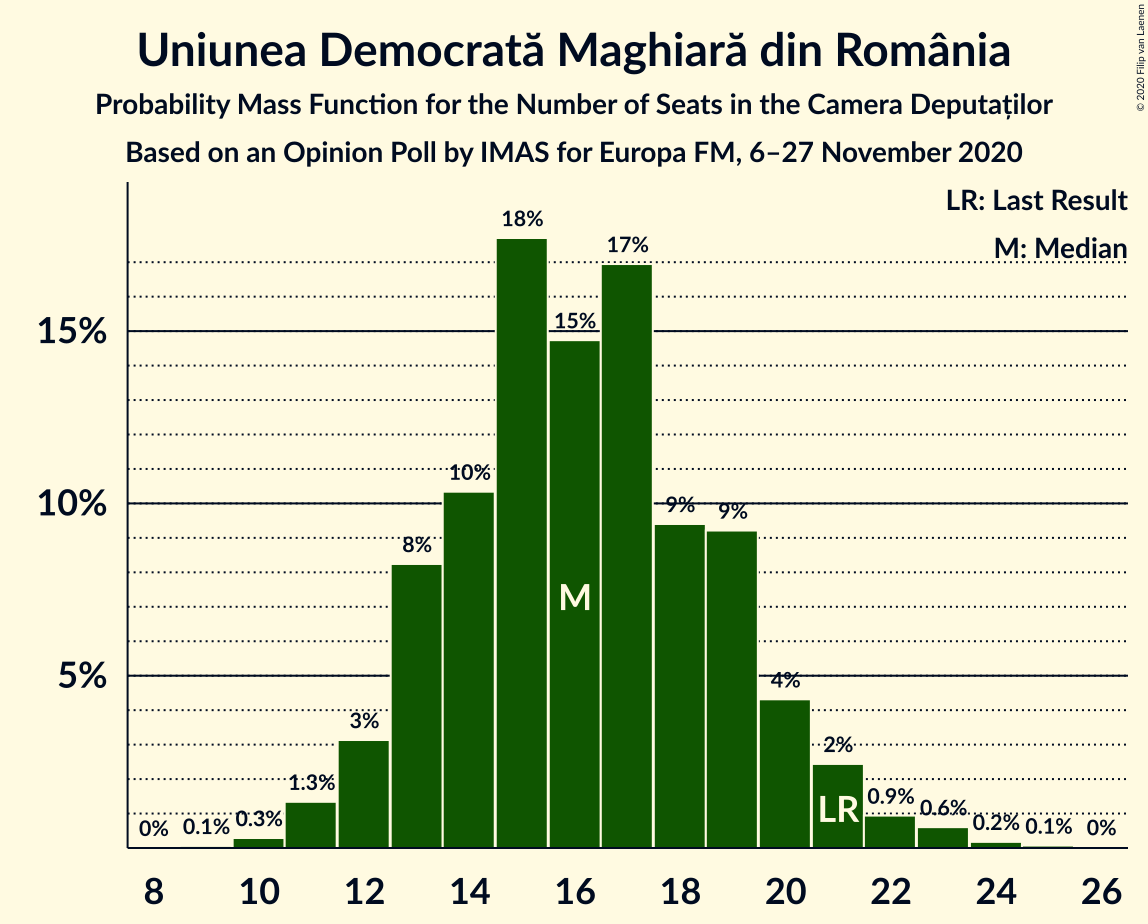 © 2020 Filip van Laenen
Uniunea Democrată Maghiară din România
Probability Mass Function for the Number of Seats in the Camera Deputaților
Based on an Opinion Poll by IMAS for Europa FM, 6–27 November 2020
LR: Last Result
M: Median
15%
10%
5%
0%
0.1%
0.3%
1.3%
3%
8%
10%
18%
15%
17%
9%
9%
4%
2%
0.9%
0.6%
0.2%
0.1%
0%
M
LR
8 10 12 14 16 18 20 22 24 26